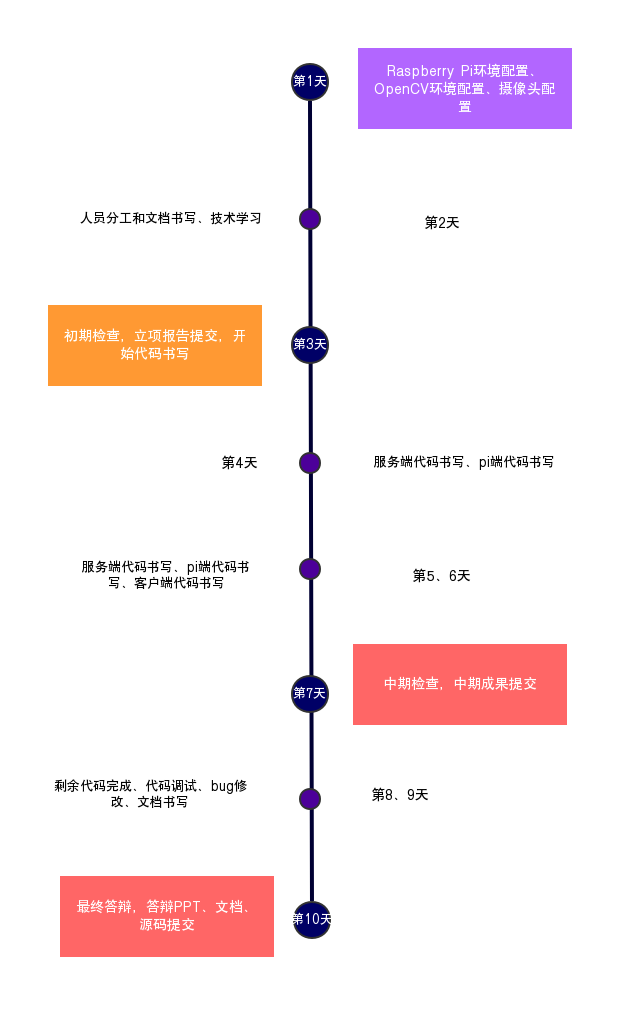 第1天
Raspberry Pi环境配置、
OpenCV环境配置、摄像头配
置
人员分工和文档书写、技术学习
第2天
初期检查，立项报告提交，开
始代码书写
第3天
第4天
服务端代码书写、pi端代码书写
服务端代码书写、pi端代码书
写、客户端代码书写
第5、6天
第7天
中期检查，中期成果提交
剩余代码完成、代码调试、bug修
改、文档书写
第8、9天
最终答辩，答辩PPT、文档、
源码提交
第10天